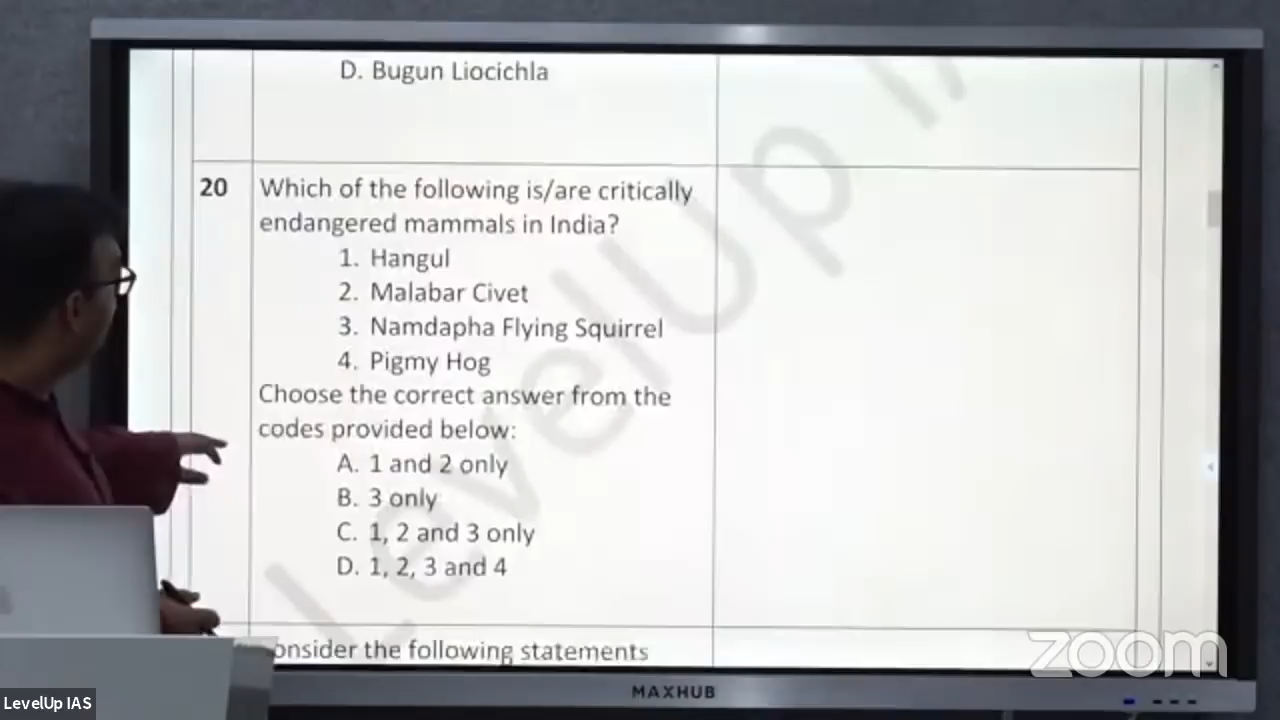 D. Bugun Liocichla
20 Which of the following is/are critically
endangered mammals in India?
1. Hangul
2. Malabar Civet
3. Namdapha Flying Squirrel
4. Pigmy Hog
Choose the correct answer from the
codes provided below:
A. 1 and 2 only
B. 3 only
C. 1, 2 and 3 only
D. 1, 2, 3 and 4
onsider the following statements
LevelUp
zoom
MAXHUB
LevelUp IAS